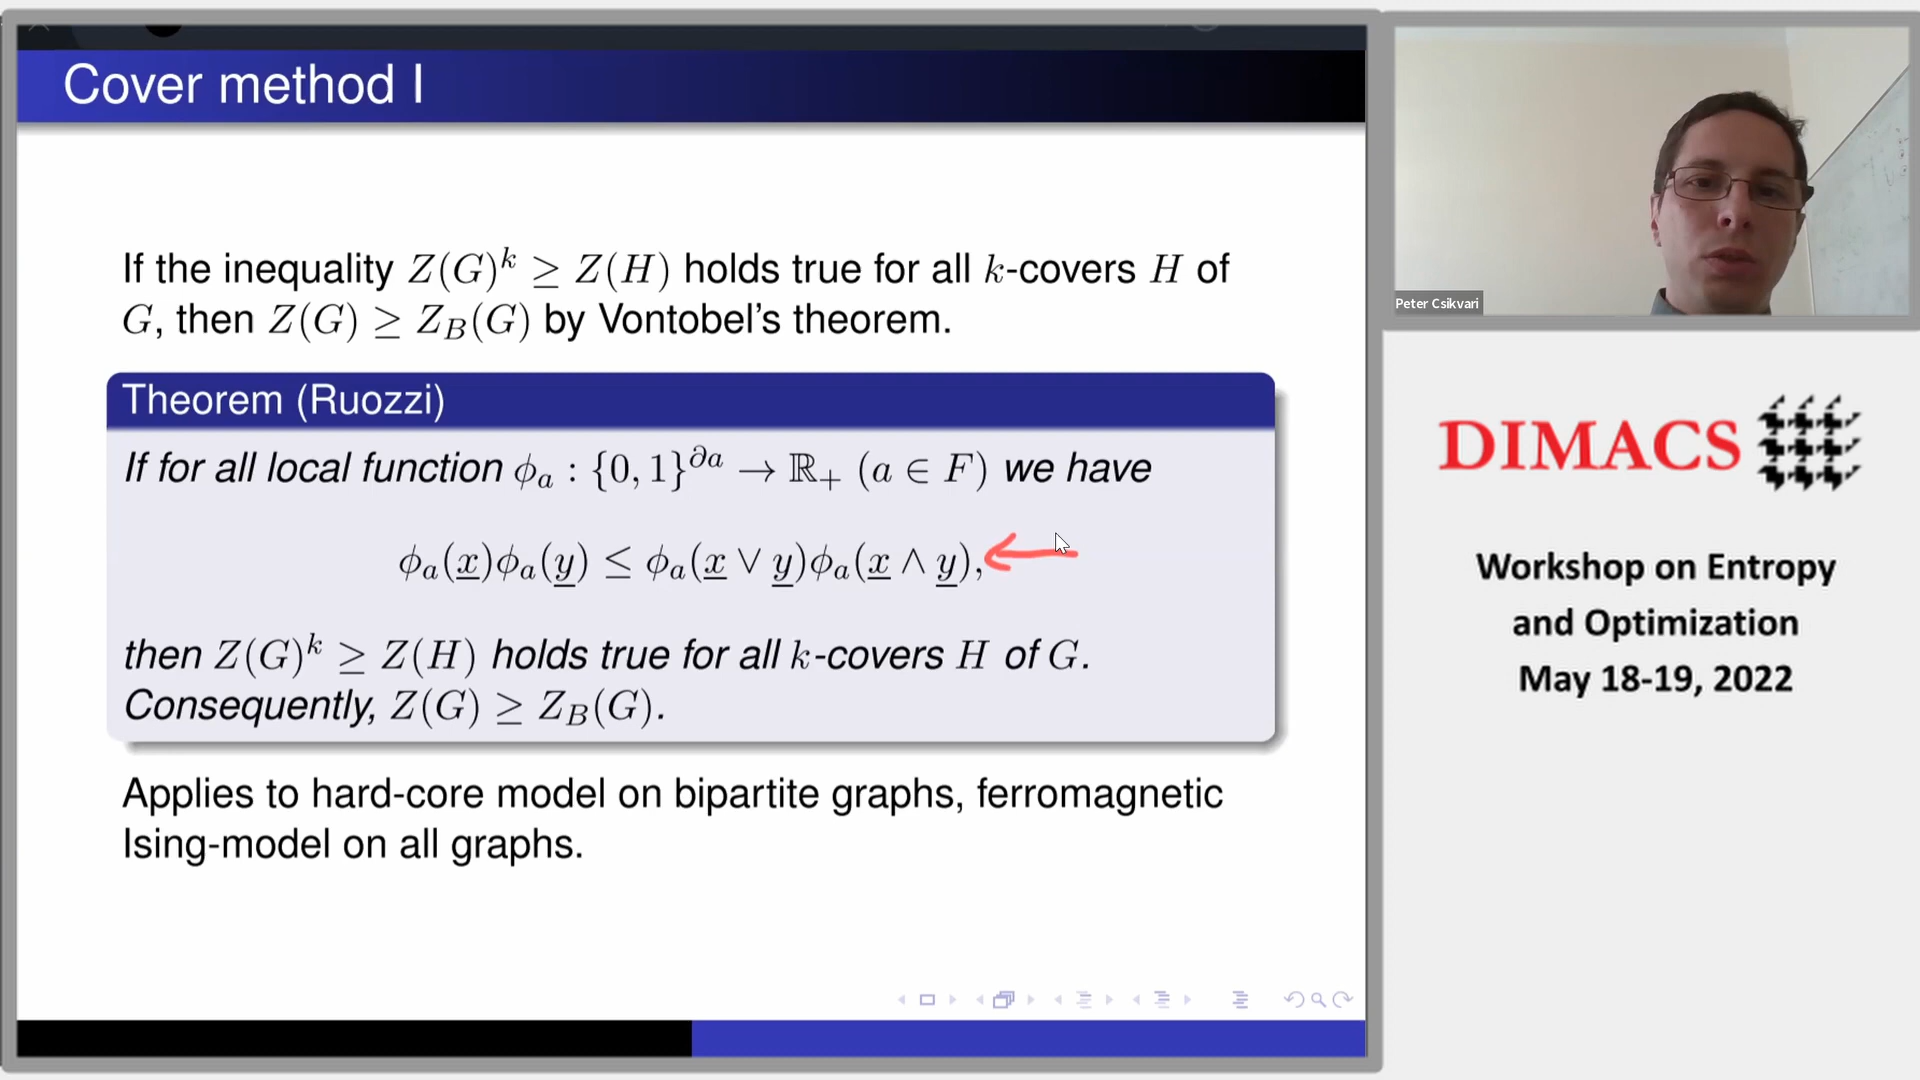 Cover method I
If the inequality Z(G)^k ≥ Z(H) holds true for all k-covers H of
G, then Z(G) ≥ Z_B(G) by Vontobel's theorem.
Theorem (Ruozzi)
If for all local function ϕ_a : {0, 1}^{∂a} → ℝ_+ (a ∈ F) we have
ϕ_a(x)ϕ_a(y) ≤ ϕ_a(x ∨ y)ϕ_a(x ∧ y),
then Z(G)^k ≥ Z(H) holds true for all k-covers H of G.
Consequently, Z(G) ≥ Z_B(G).
Applies to hard-core model on bipartite graphs, ferromagnetic
Ising-model on all graphs.
Peter Csikvari
DIMACS
Workshop on Entropy
and Optimization
May 18-19, 2022